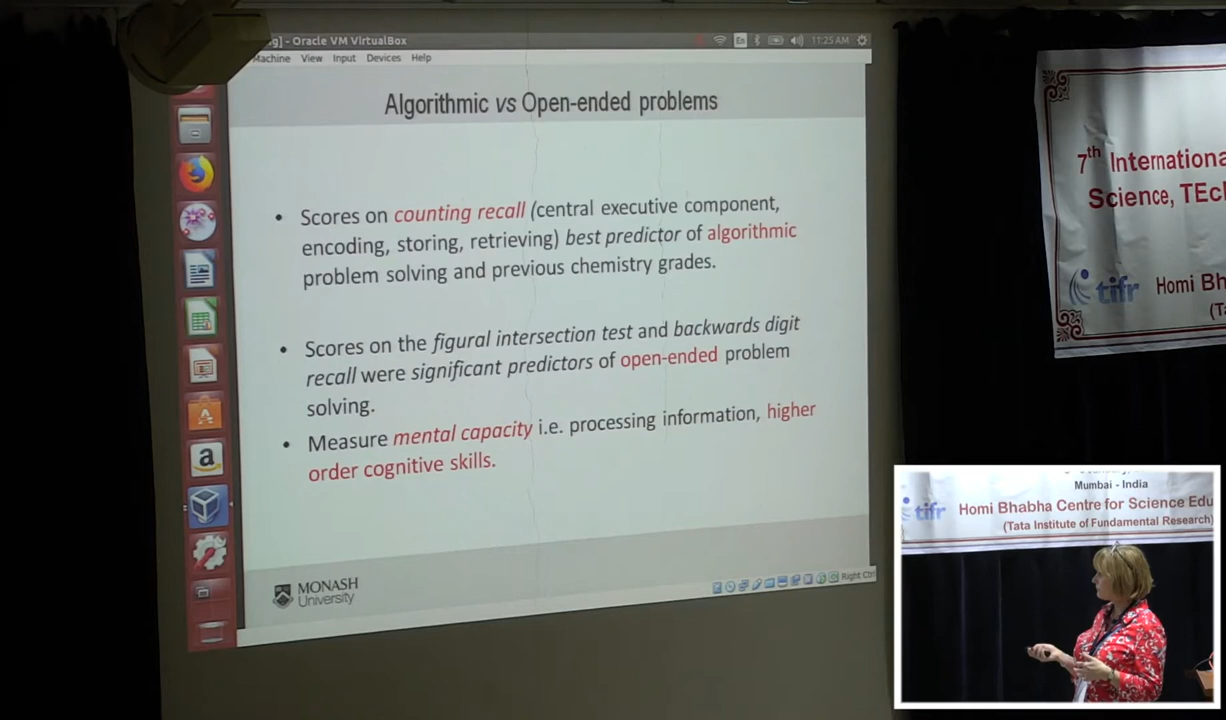 - Oracle VM VirtualBox
En
11:25 AM
Machine View Input Devices Help
Algorithmic vs Open-ended problems
• Scores on counting recall (central executive component,
encoding, storing, retrieving) best predictor of algorithmic
problem solving and previous chemistry grades.
• Scores on the figural intersection test and backwards digit
recall were significant predictors of open-ended problem
solving.
• Measure mental capacity i.e. processing information, higher
order cognitive skills.
MONASH
University
Right Ctrl
7th Internationa
Science, TEc
tifr Homi Bh
(Ta
Mumbai - India
tifr Homi Bhabha Centre for Science Edu
(Tata Institute of Fundamental Research)